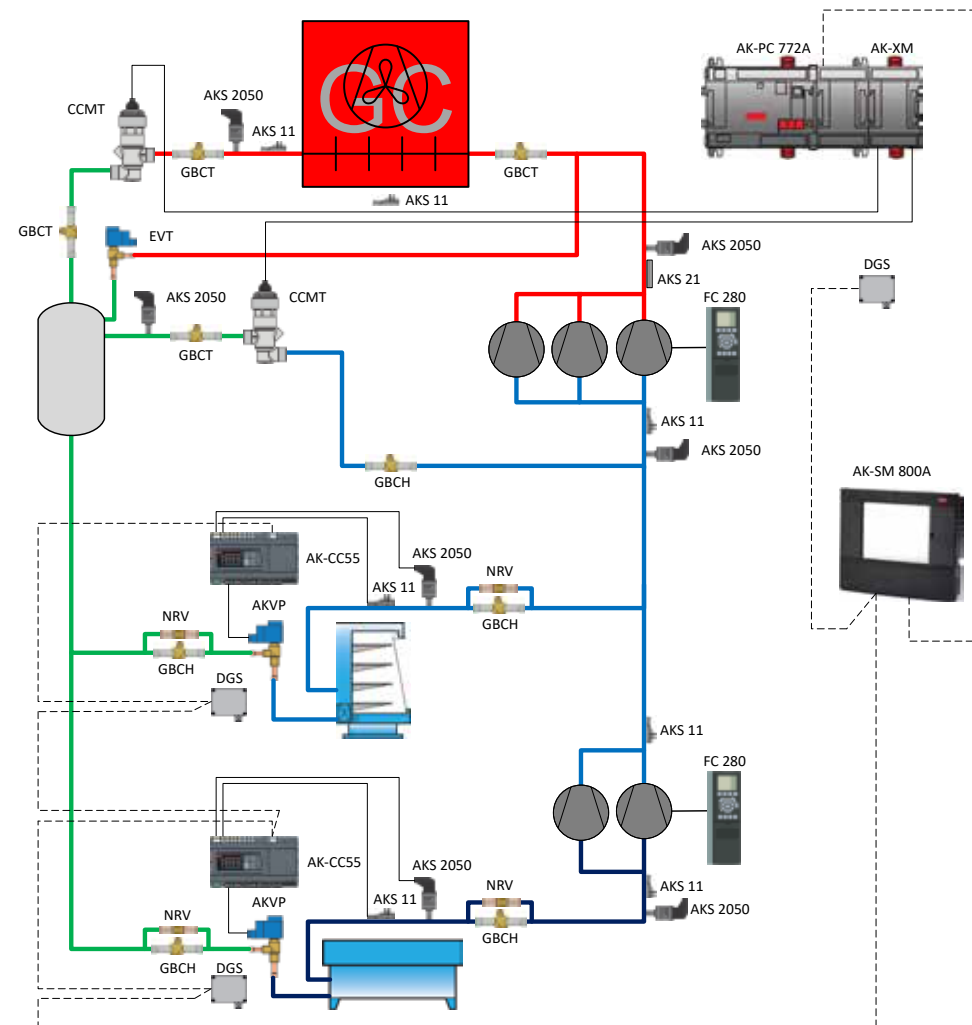 AK-PC 772A
AK-XM
CCMT
AKS 2050
AKS 11
GC
GBCT
GBCT
AKS 11
GBCT
EVT
AKS 2050
DGS
AKS 2050
CCMT
AKS 21
FC 280
GBCT
AKS 11
AKS 2050
AK-SM 800A
GBCH
AK-CC55
AKS 2050
NRV
AKS 11
NRV
AKVP
GBCH
GBCH
DGS
AKS 11
FC 280
AK-CC55
AKS 2050
NRV
AKS 11
AKS 11
AKS 2050
NRV
AKVP
GBCH
GBCH
DGS